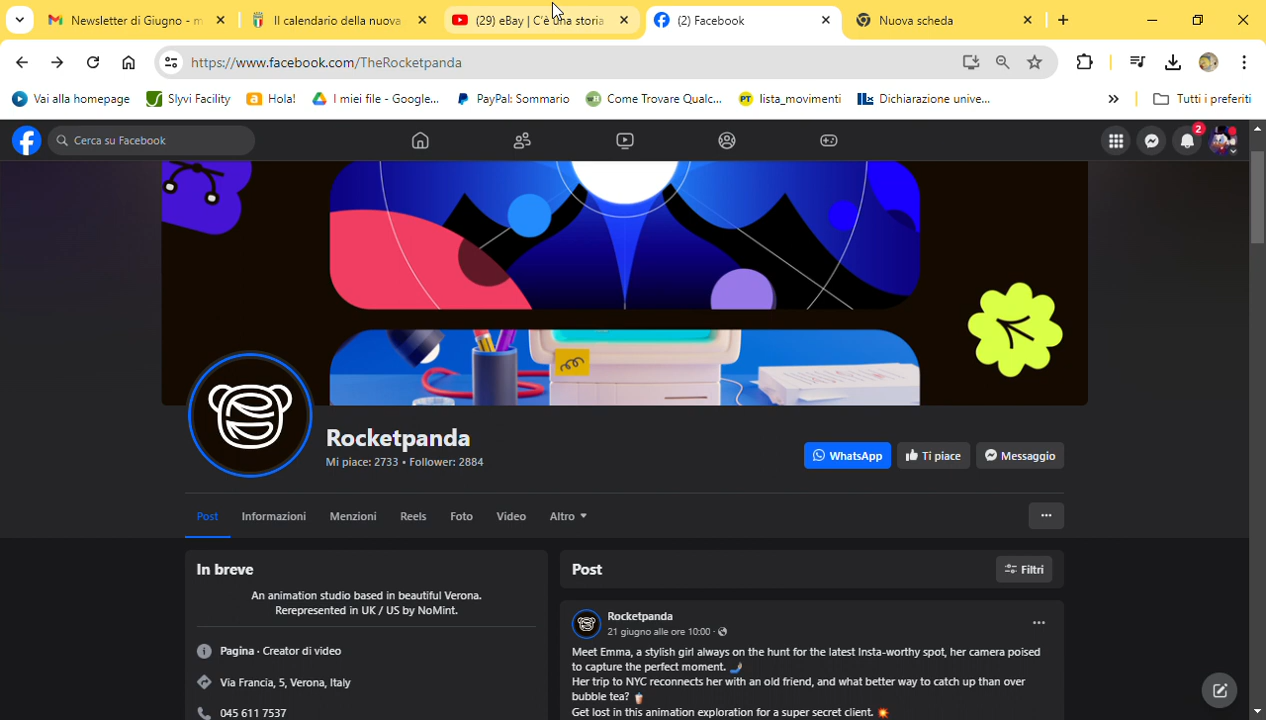 Newsletter di Giugno - m
Il calendario della nuova
(29) eBay | C'è una storia
(2) Facebook
Nuova scheda
https://www.facebook.com/TheRocketpanda
Vai alla homepage
Slyvi Facility
Hola!
I miei file - Google...
PayPal: Sommario
Come Trovare Qualc...
lista_movimenti
Dichiarazione unive...
Tutti i preferiti
Cerca su Facebook
2
Rocketpanda
Mi piace: 2733 • Follower: 2884
WhatsApp
Ti piace
Messaggio
Post
Informazioni
Menzioni
Reels
Foto
Video
Altro
In breve
An animation studio based in beautiful Verona.
Rerepresented in UK / US by NoMint.
Pagina · Creator di video
Via Francia, 5, Verona, Italy
045 611 7537
Post
Filtri
Rocketpanda
21 giugno alle ore 10:00 ·
Meet Emma, a stylish girl always on the hunt for the latest Insta-worthy spot, her camera poised
to capture the perfect moment. 🤳
Her trip to NYC reconnects her with an old friend, and what better way to catch up than over
bubble tea? 🧋
Get lost in this animation exploration for a super secret client. 💥